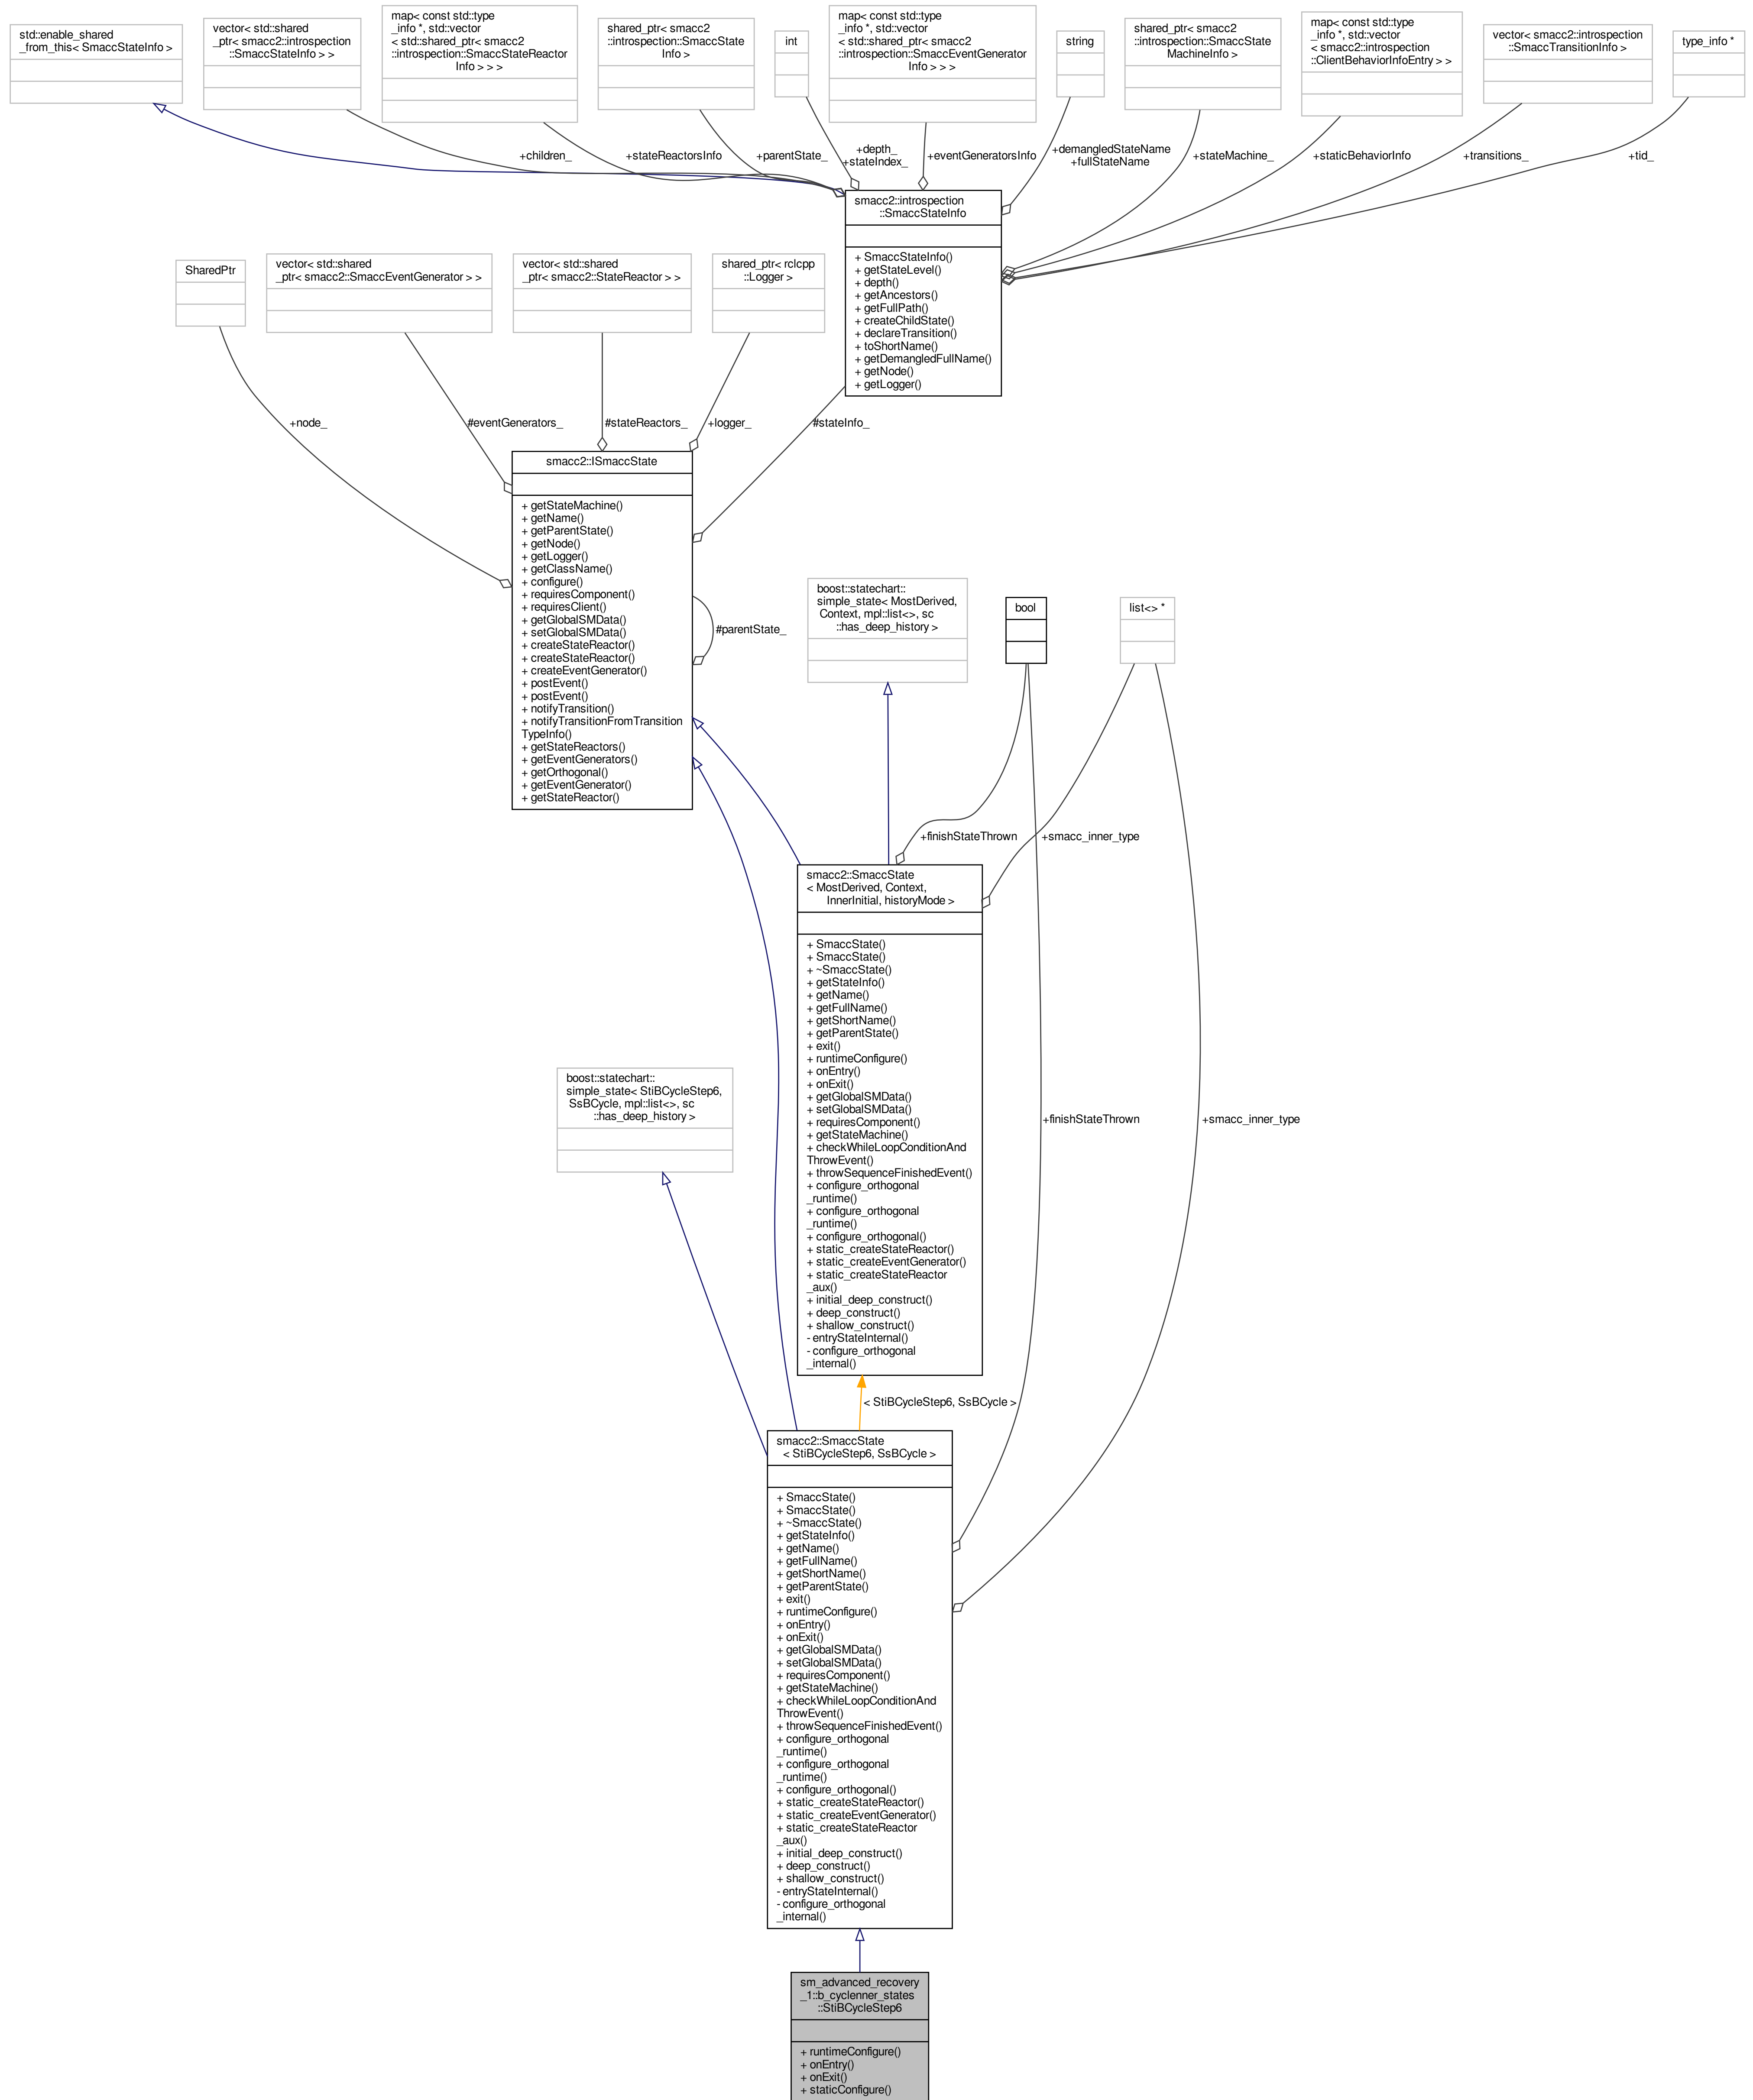 std::enable_shared
_from_this< SmaccStateInfo >
vector< std::shared
_ptr< smacc2::introspection
::SmaccStateInfo > >
map< const std::type
_info *, std::vector
< std::shared_ptr< smacc2
::introspection::SmaccStateReactor
Info > > >
shared_ptr< smacc2
::introspection::SmaccState
Info >
int
map< const std::type
_info *, std::vector
< std::shared_ptr< smacc2
::introspection::SmaccEventGenerator
Info > > >
string
shared_ptr< smacc2
::introspection::SmaccState
MachineInfo >
map< const std::type
_info *, std::vector
< smacc2::introspection
::ClientBehaviorInfoEntry > >
vector< smacc2::introspection
::SmaccTransitionInfo >
type_info *
+children_
+stateReactorsInfo
+parentState_
+depth_
+stateIndex_
+eventGeneratorsInfo
+demangledStateName
+fullStateName
+stateMachine_
+staticBehaviorInfo
+transitions_
+tid_
smacc2::introspection
::SmaccStateInfo
+ SmaccStateInfo()
+ getStateLevel()
+ depth()
+ getAncestors()
+ getFullPath()
+ createChildState()
+ declareTransition()
+ toShortName()
+ getDemangledFullName()
+ getNode()
+ getLogger()
SharedPtr
vector< std::shared
_ptr< smacc2::SmaccEventGenerator > >
vector< std::shared
_ptr< smacc2::StateReactor > >
shared_ptr< rclcpp
::Logger >
+node_
#eventGenerators_
#stateReactors_
+logger_
#stateInfo_
smacc2::ISmaccState
+ getStateMachine()
+ getName()
+ getParentState()
+ getNode()
+ getLogger()
+ getClassName()
+ configure()
+ requiresComponent()
+ requiresClient()
+ getGlobalSMData()
+ setGlobalSMData()
+ createStateReactor()
+ createStateReactor()
+ createEventGenerator()
+ postEvent()
+ postEvent()
+ notifyTransition()
+ notifyTransitionFromTransition
TypeInfo()
+ getStateReactors()
+ getEventGenerators()
+ getOrthogonal()
+ getEventGenerator()
+ getStateReactor()
#parentState_
boost::statechart::
simple_state< MostDerived,
Context, mpl::list<>, sc
::has_deep_history >
bool
list<> *
+finishStateThrown
+smacc_inner_type
smacc2::SmaccState
< MostDerived, Context,
InnerInitial, historyMode >
+ SmaccState()
+ SmaccState()
+ ~SmaccState()
+ getStateInfo()
+ getName()
+ getFullName()
+ getShortName()
+ getParentState()
+ exit()
+ runtimeConfigure()
+ onEntry()
+ onExit()
+ getGlobalSMData()
+ setGlobalSMData()
+ requiresComponent()
+ getStateMachine()
+ checkWhileLoopConditionAnd
ThrowEvent()
+ throwSequenceFinishedEvent()
+ configure_orthogonal
_runtime()
+ configure_orthogonal
_runtime()
+ configure_orthogonal()
+ static_createStateReactor()
+ static_createEventGenerator()
+ static_createStateReactor
_aux()
+ initial_deep_construct()
+ deep_construct()
+ shallow_construct()
- entryStateInternal()
- configure_orthogonal
_internal()
boost::statechart::
simple_state< StiBCycleStep6,
SsBCycle, mpl::list<>, sc
::has_deep_history >
+finishStateThrown
+smacc_inner_type
< StiBCycleStep6, SsBCycle >
smacc2::SmaccState
< StiBCycleStep6, SsBCycle >
+ SmaccState()
+ SmaccState()
+ ~SmaccState()
+ getStateInfo()
+ getName()
+ getFullName()
+ getShortName()
+ getParentState()
+ exit()
+ runtimeConfigure()
+ onEntry()
+ onExit()
+ getGlobalSMData()
+ setGlobalSMData()
+ requiresComponent()
+ getStateMachine()
+ checkWhileLoopConditionAnd
ThrowEvent()
+ throwSequenceFinishedEvent()
+ configure_orthogonal
_runtime()
+ configure_orthogonal
_runtime()
+ configure_orthogonal()
+ static_createStateReactor()
+ static_createEventGenerator()
+ static_createStateReactor
_aux()
+ initial_deep_construct()
+ deep_construct()
+ shallow_construct()
- entryStateInternal()
- configure_orthogonal
_internal()
sm_advanced_recovery
_1::b_cyclenner_states
::StiBCycleStep6
+ runtimeConfigure()
+ onEntry()
+ onExit()
+ staticConfigure()